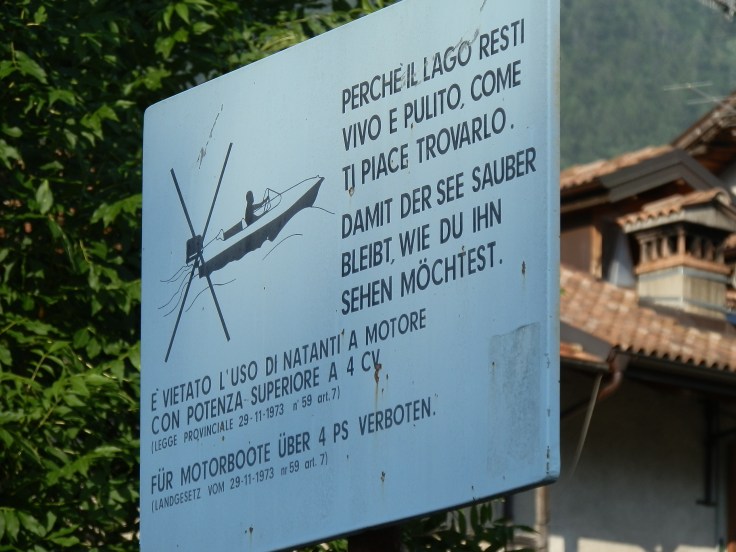 PERCHÈ IL LAGO RESTI
VIVO E PULITO, COME
TI PIACE TROVARLO.
DAMIT DER SEE SAUBER
BLEIBT, WIE DU IHN
SEHEN MÖCHTEST.
E' VIETATO L'USO DI NATANTI A MOTORE
CON POTENZA SUPERIORE A 4 CV
(LEGGE PROVINCIALE 29-11-1973 n° 59 art. 7)
FÜR MOTORBOOTE ÜBER 4 PS VERBOTEN.
(LANDGESETZ VOM 29-11-1973 nr 59 art. 7)